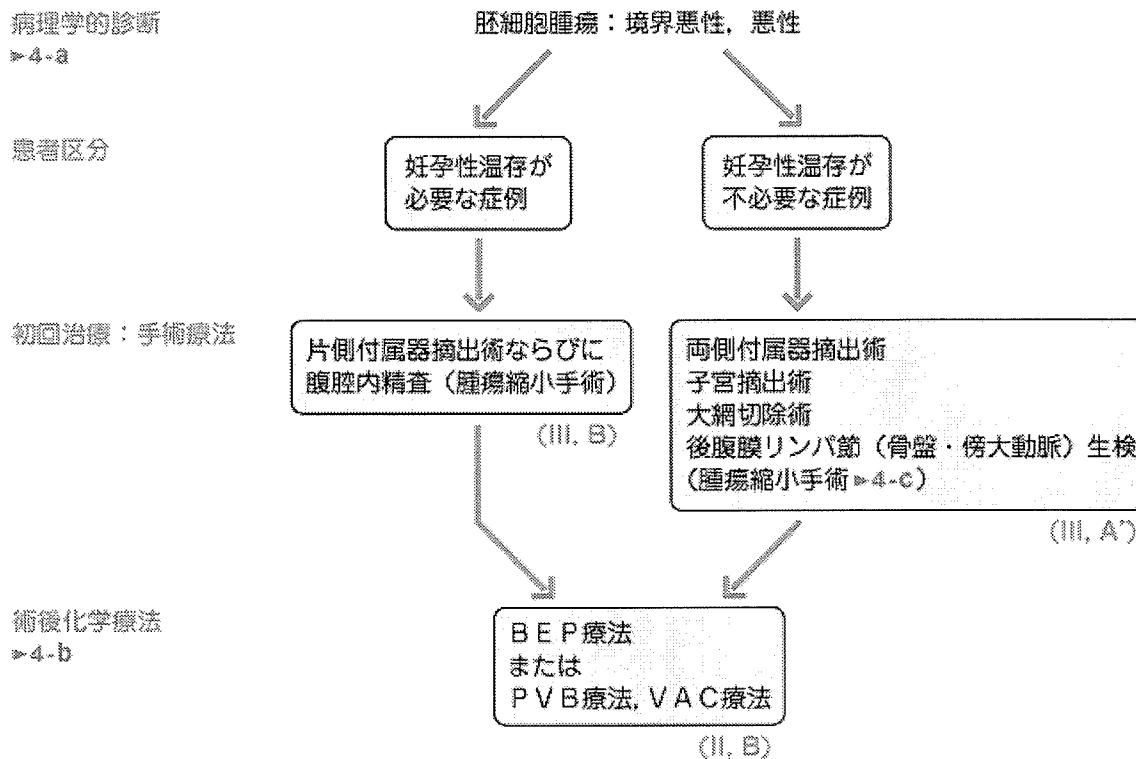 病理学的診断
►4-a
胚細胞腫瘍：境界悪性，悪性
患者区分
妊孕性温存が
必要な症例
妊孕性温存が
不必要な症例
初回治療：手術療法
片側付属器摘出術ならびに
腹腔内精査（腫瘍縮小手術）
(III, B)
両側付属器摘出術
子宮摘出術
大網切除術
後腹膜リンパ節（骨盤・傍大動脈）生検
（腫瘍縮小手術►4-c）
(III, A')
術後化学療法
►4-b
ＢＥＰ療法
または
ＰＶＢ療法，ＶＡＣ療法
(II, B)